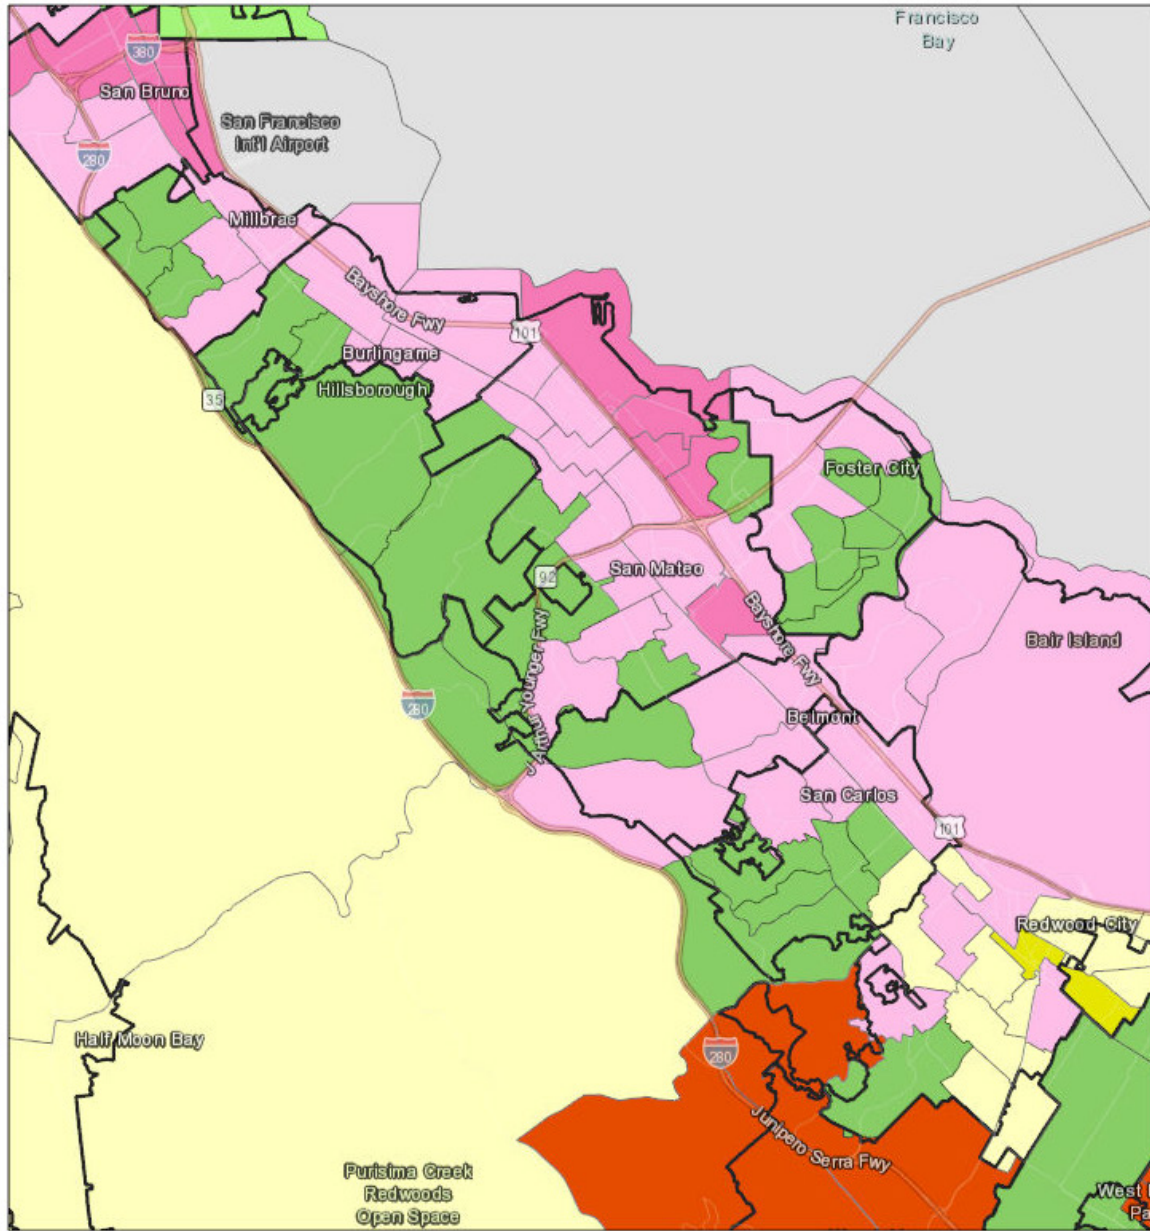 Francisco
Bay
380
San Bruno
San Francisco
Int'l Airport
280
Millbrae
Bayshore Fwy
101
Burlingame
Hillsborough
35
Foster City
San Mateo
92
Bayshore Fwy
Bair Island
J Arthur Younger Fwy
280
Belmont
San Carlos
101
Redwood City
Half Moon Bay
280
Junipero Serra Fwy
Purisima Creek
Redwoods
Open Space
West
Pa